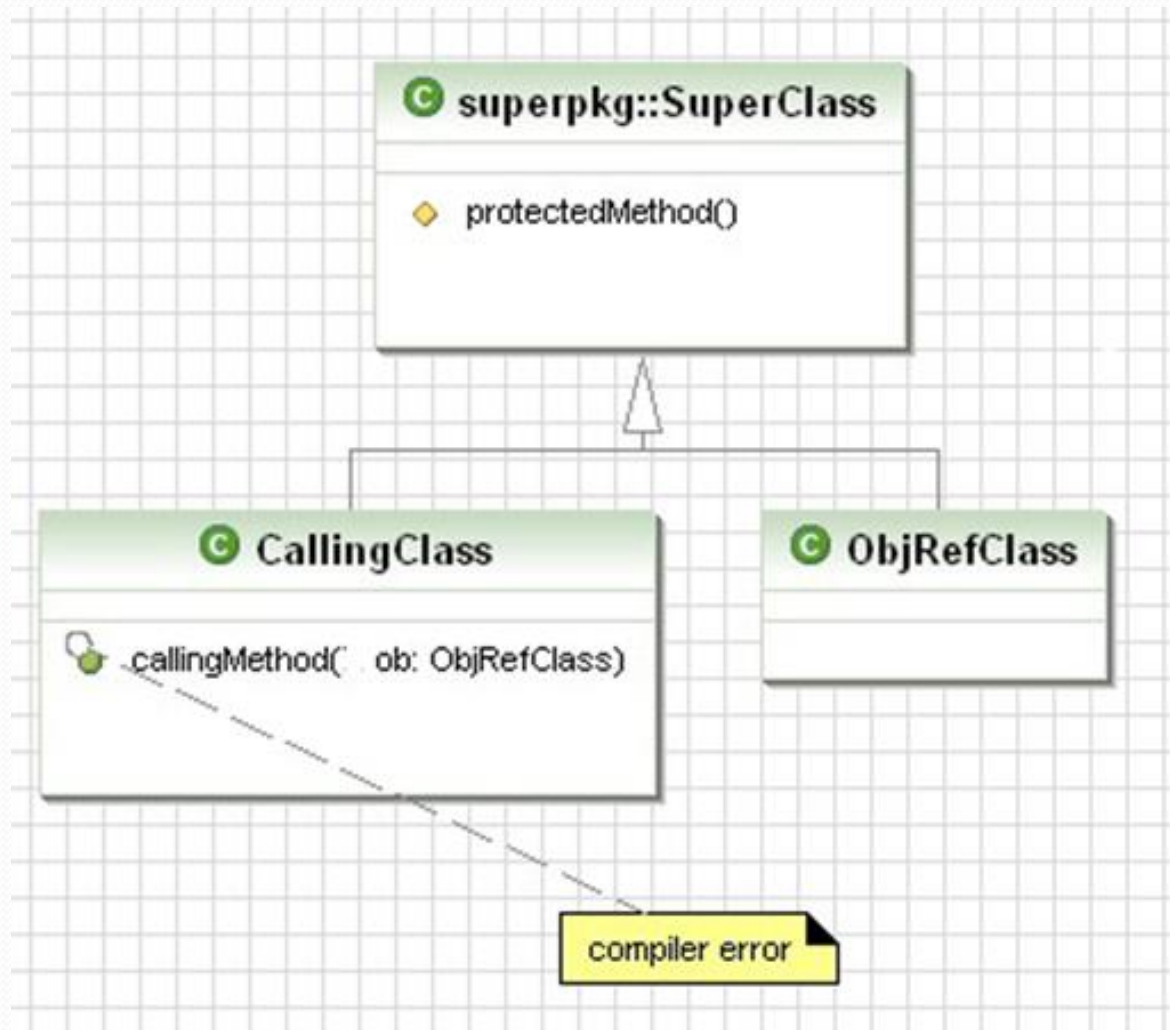 C superpkg::SuperClass
protectedMethod()
C CallingClass
callingMethod( ob: ObjRefClass)
C ObjRefClass
compiler error